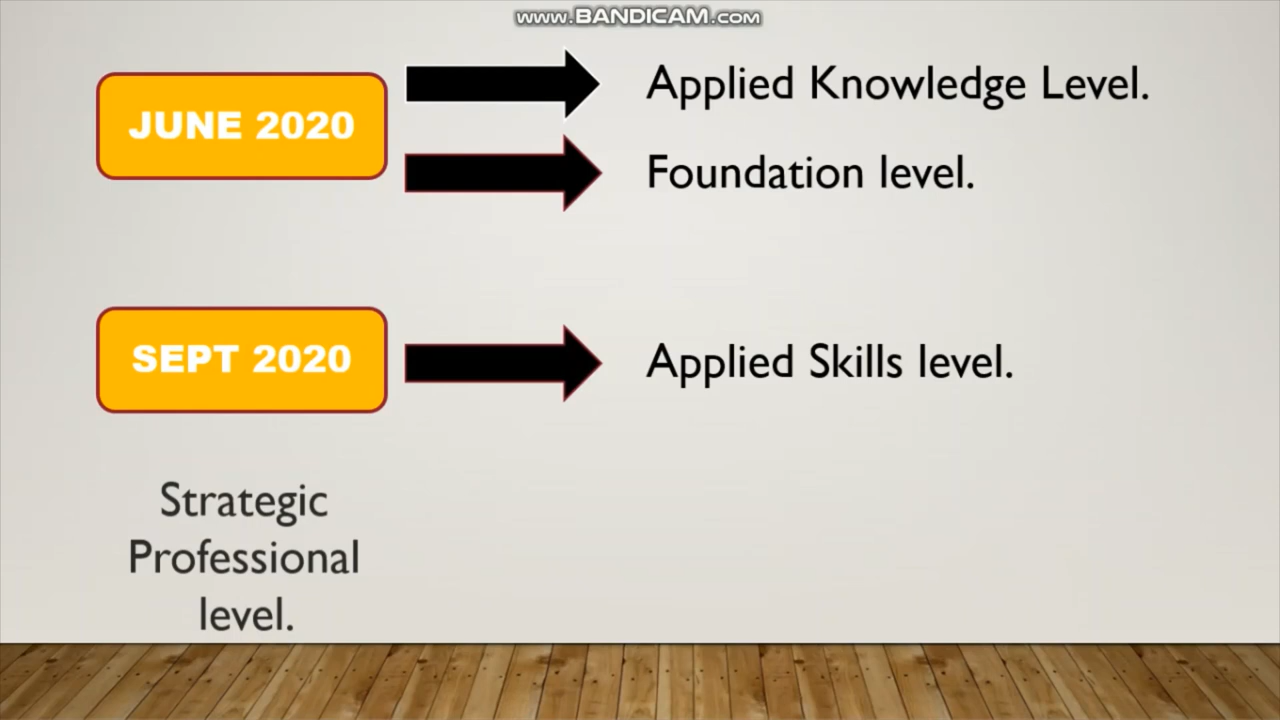 www.BANDICAM.com
JUNE 2020
Applied Knowledge Level.
Foundation level.
SEPT 2020
Applied Skills level.
Strategic
Professional
level.